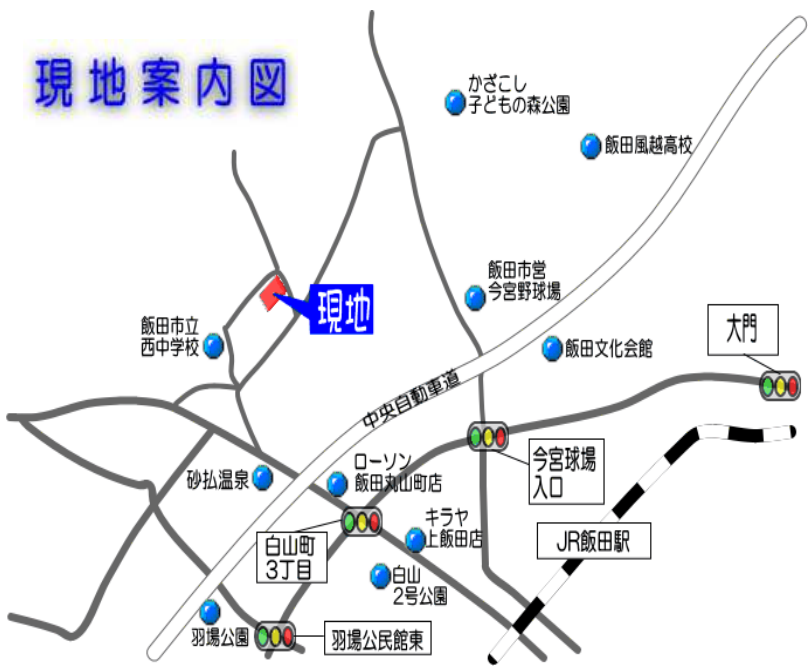 現地案内図
かざこし
子どもの森公園
飯田風越高校
飯田市営
今宮野球場
現地
飯田市立
西中学校
飯田文化会館
大門
中央自動車道
今宮球場
入口
ローソン
飯田丸山町店
砂払温泉
キラヤ
上飯田店
JR飯田駅
白山町
3丁目
白山
2号公園
羽場公園
羽場公民館東